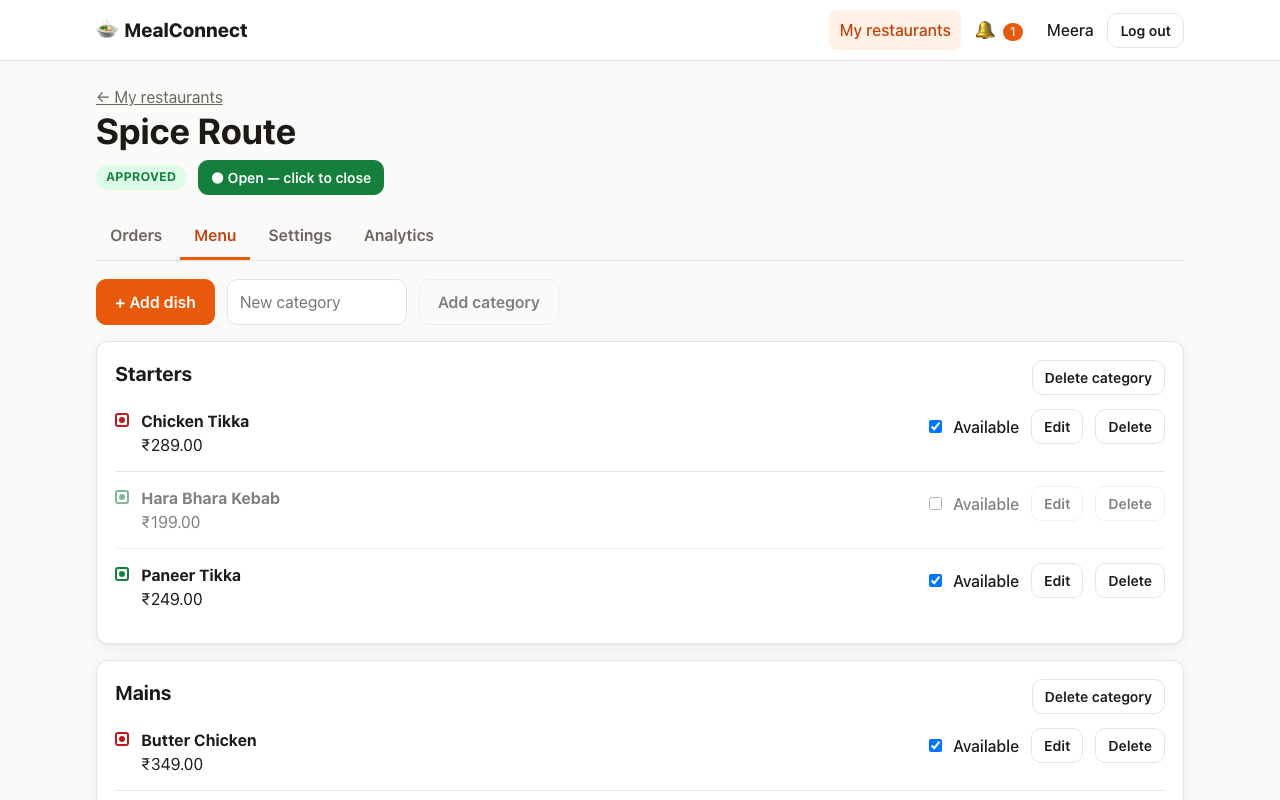 MealConnect
My restaurants 1 Meera Log out
← My restaurants
Spice Route
APPROVED Open — click to close
Orders Menu Settings Analytics
+ Add dish New category Add category
Starters Delete category
Chicken Tikka
₹289.00
Available Edit Delete
Hara Bhara Kebab
₹199.00
Available Edit Delete
Paneer Tikka
₹249.00
Available Edit Delete
Mains Delete category
Butter Chicken
₹349.00
Available Edit Delete